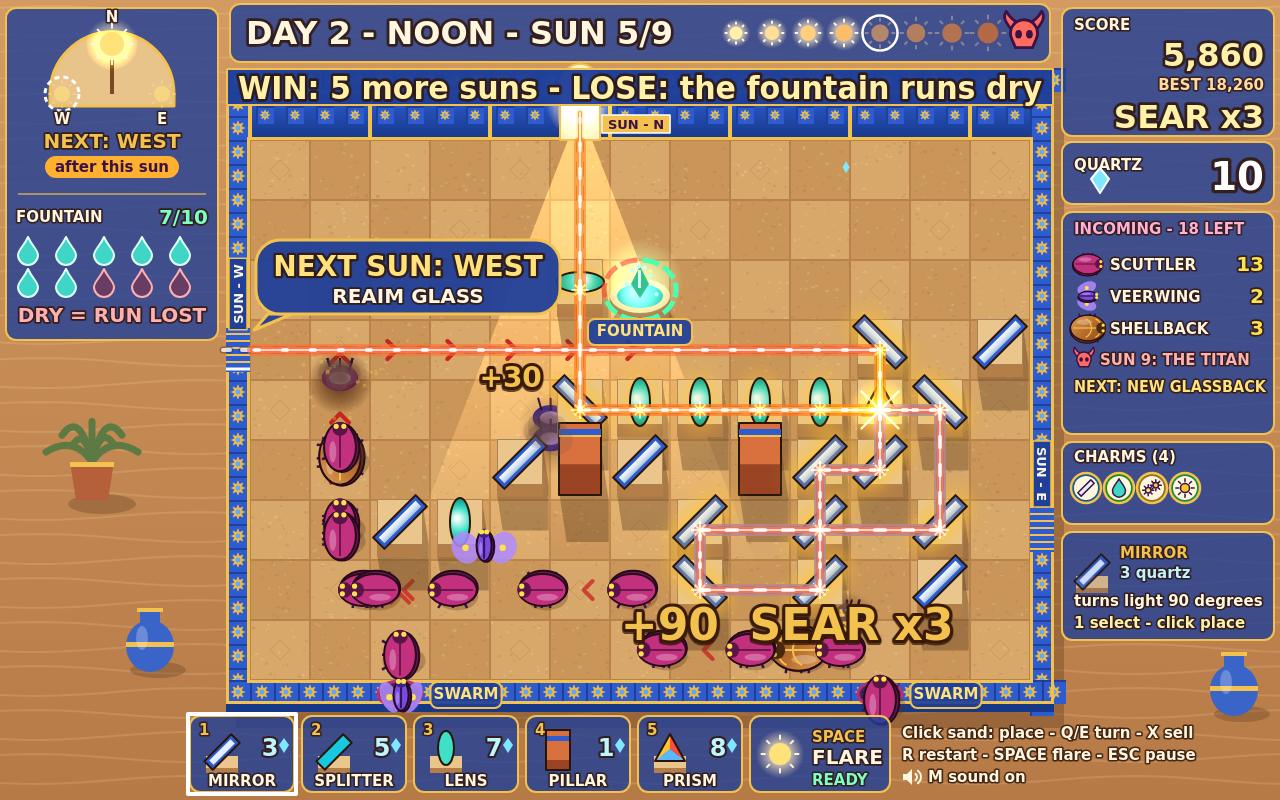 DAY 2 - NOON - SUN 5/9
WIN: 5 more suns - LOSE: the fountain runs dry
N
W E
NEXT: WEST
after this sun
FOUNTAIN 7/10
DRY = RUN LOST
SUN - N
SUN - W
NEXT SUN: WEST
REAIM GLASS
FOUNTAIN
+30
SUN - E
+90 SEAR x3
SWARM
SWARM
SCORE
5,860
BEST 18,260
SEAR x3
QUARTZ
10
INCOMING - 18 LEFT
SCUTTLER 13
VEERWING 2
SHELLBACK 3
SUN 9: THE TITAN
NEXT: NEW GLASSBACK
CHARMS (4)
MIRROR
3 quartz
turns light 90 degrees
1 select - click place
1 3
MIRROR
2 5
SPLITTER
3 7
LENS
4 1
PILLAR
5 8
PRISM
SPACE
FLARE
READY
Click sand: place - Q/E turn - X sell
R restart - SPACE flare - ESC pause
M sound on